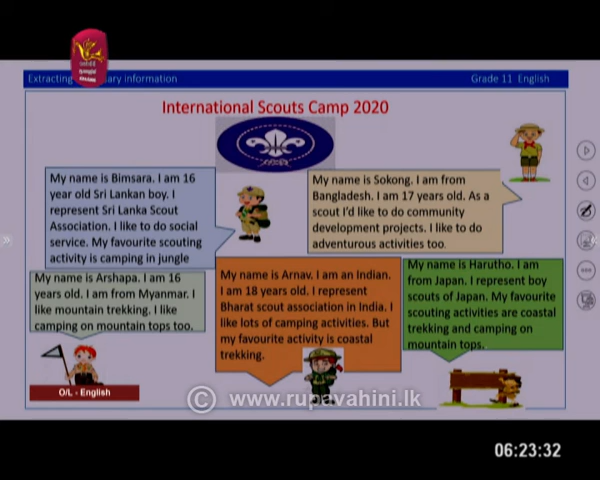 Extracting
ary information
Grade 11 English
International Scouts Camp 2020
My name is Bimsara. I am 16
year old Sri Lankan boy. I
represent Sri Lanka Scout
Association. I like to do social
service. My favourite scouting
activity is camping in jungle
My name is Sokong. I am from
Bangladesh. I am 17 years old. As a
scout I'd like to do community
development projects. I like to do
adventurous activities too.
My name is Arshapa. I am 16
years old. I am from Myanmar. I
like mountain trekking. I like
camping on mountain tops too.
My name is Arnav. I am an Indian.
I am 18 years old. I represent
Bharat scout association in India. I
like lots of camping activities. But
my favourite activity is coastal
trekking.
My name is Harutho. I am
from Japan. I represent boy
scouts of Japan. My favourite
scouting activities are coastal
trekking and camping on
mountain tops.
O/L - English
© www.rupavahini.lk
06:23:32